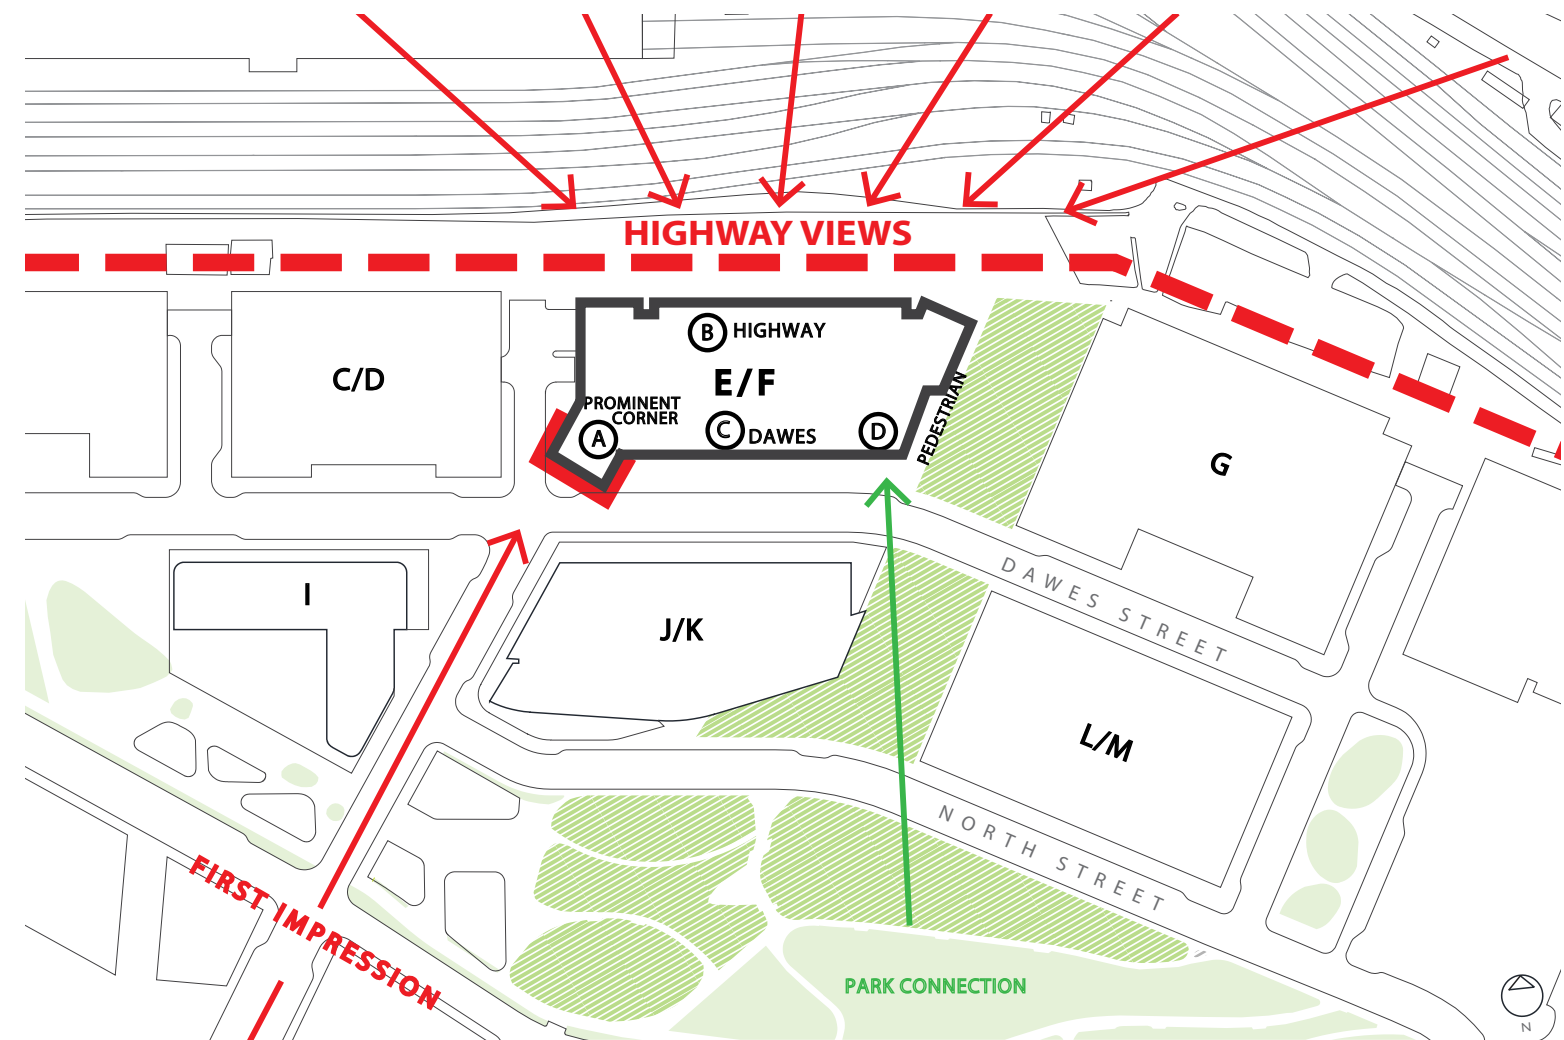 HIGHWAY VIEWS
B HIGHWAY
C/D
E/F
PROMINENT
CORNER
A
C DAWES
D
PEDESTRIAN
G
DAWES STREET
I
J/K
L/M
NORTH STREET
FIRST IMPRESSION
PARK CONNECTION
N